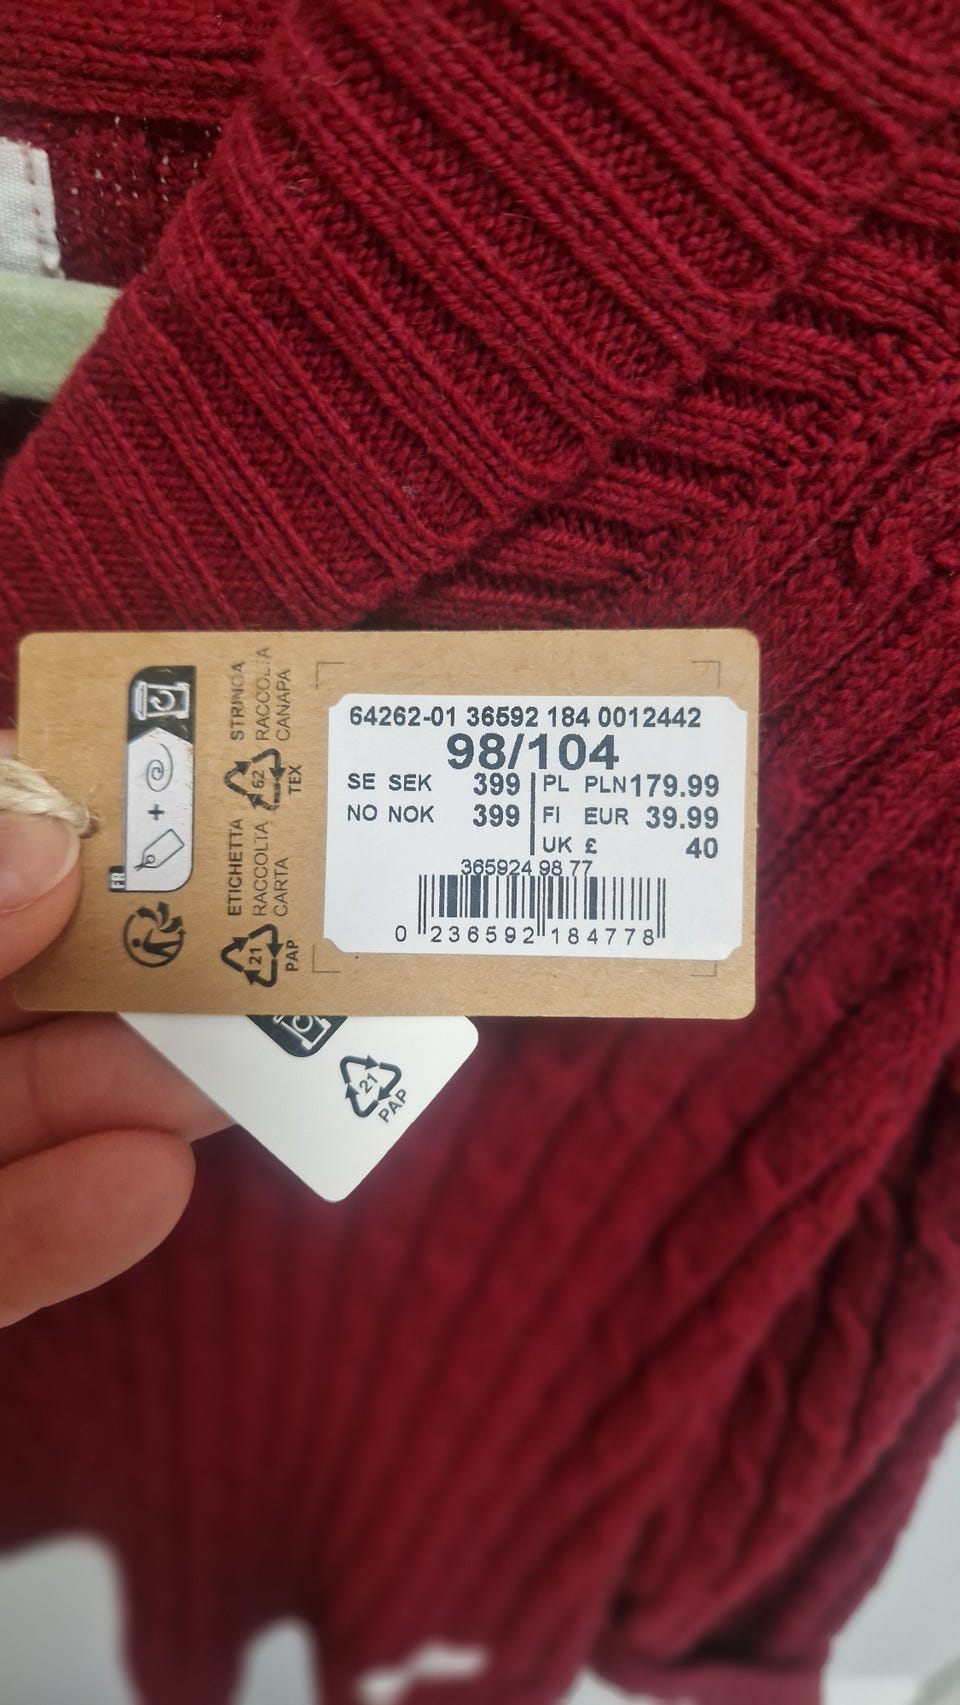 64262-01 36592 184 0012442
98/104
SE SEK 399 PL PLN 179.99
NO NOK 399 FI EUR 39.99
UK £ 40
365924 98 77
0 236592 184778
STRINGA
RACCOLTA
CANAPA
62
TEX
ETICHETTA
RACCOLTA
CARTA
21
PAP
FR
+
21
PAP